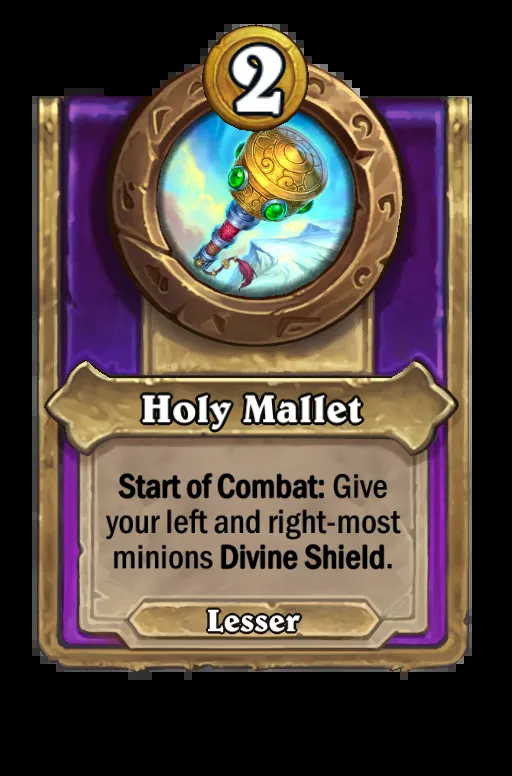 2
Holy Mallet
Start of Combat: Give
your left and right-most
minions Divine Shield.
Lesser